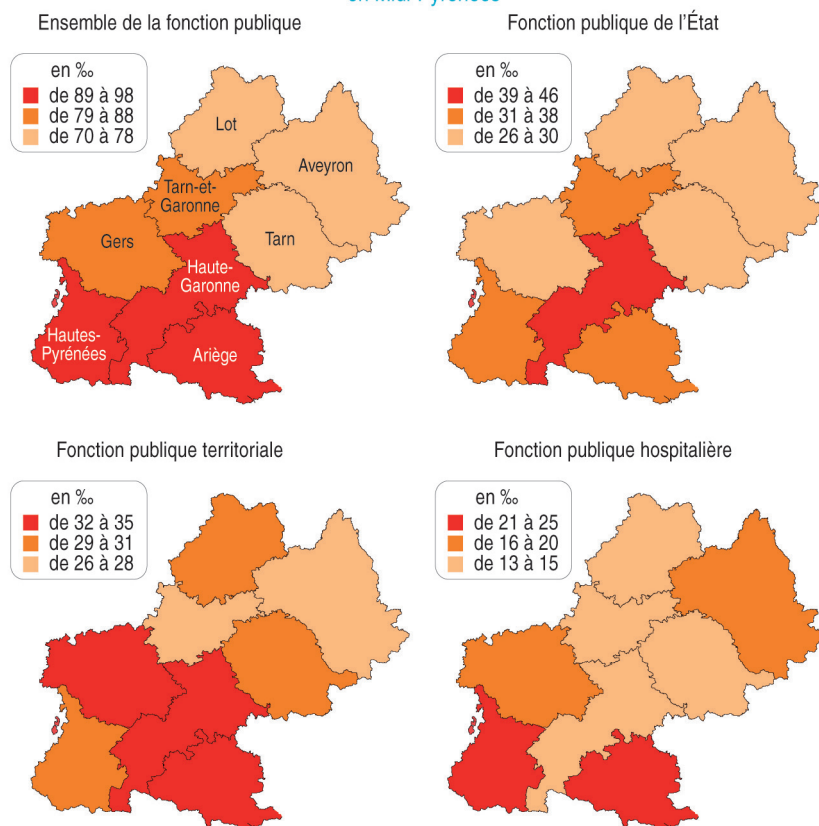 en Midi-Pyrénées
Ensemble de la fonction publique
en ‰
de 89 à 98
de 79 à 88
de 70 à 78
Lot
Aveyron
Tarn-et-
Garonne
Gers
Tarn
Haute-
Garonne
Hautes-
Pyrénées
Ariège
Fonction publique de l'État
en ‰
de 39 à 46
de 31 à 38
de 26 à 30
Fonction publique territoriale
en ‰
de 32 à 35
de 29 à 31
de 26 à 28
Fonction publique hospitalière
en ‰
de 21 à 25
de 16 à 20
de 13 à 15